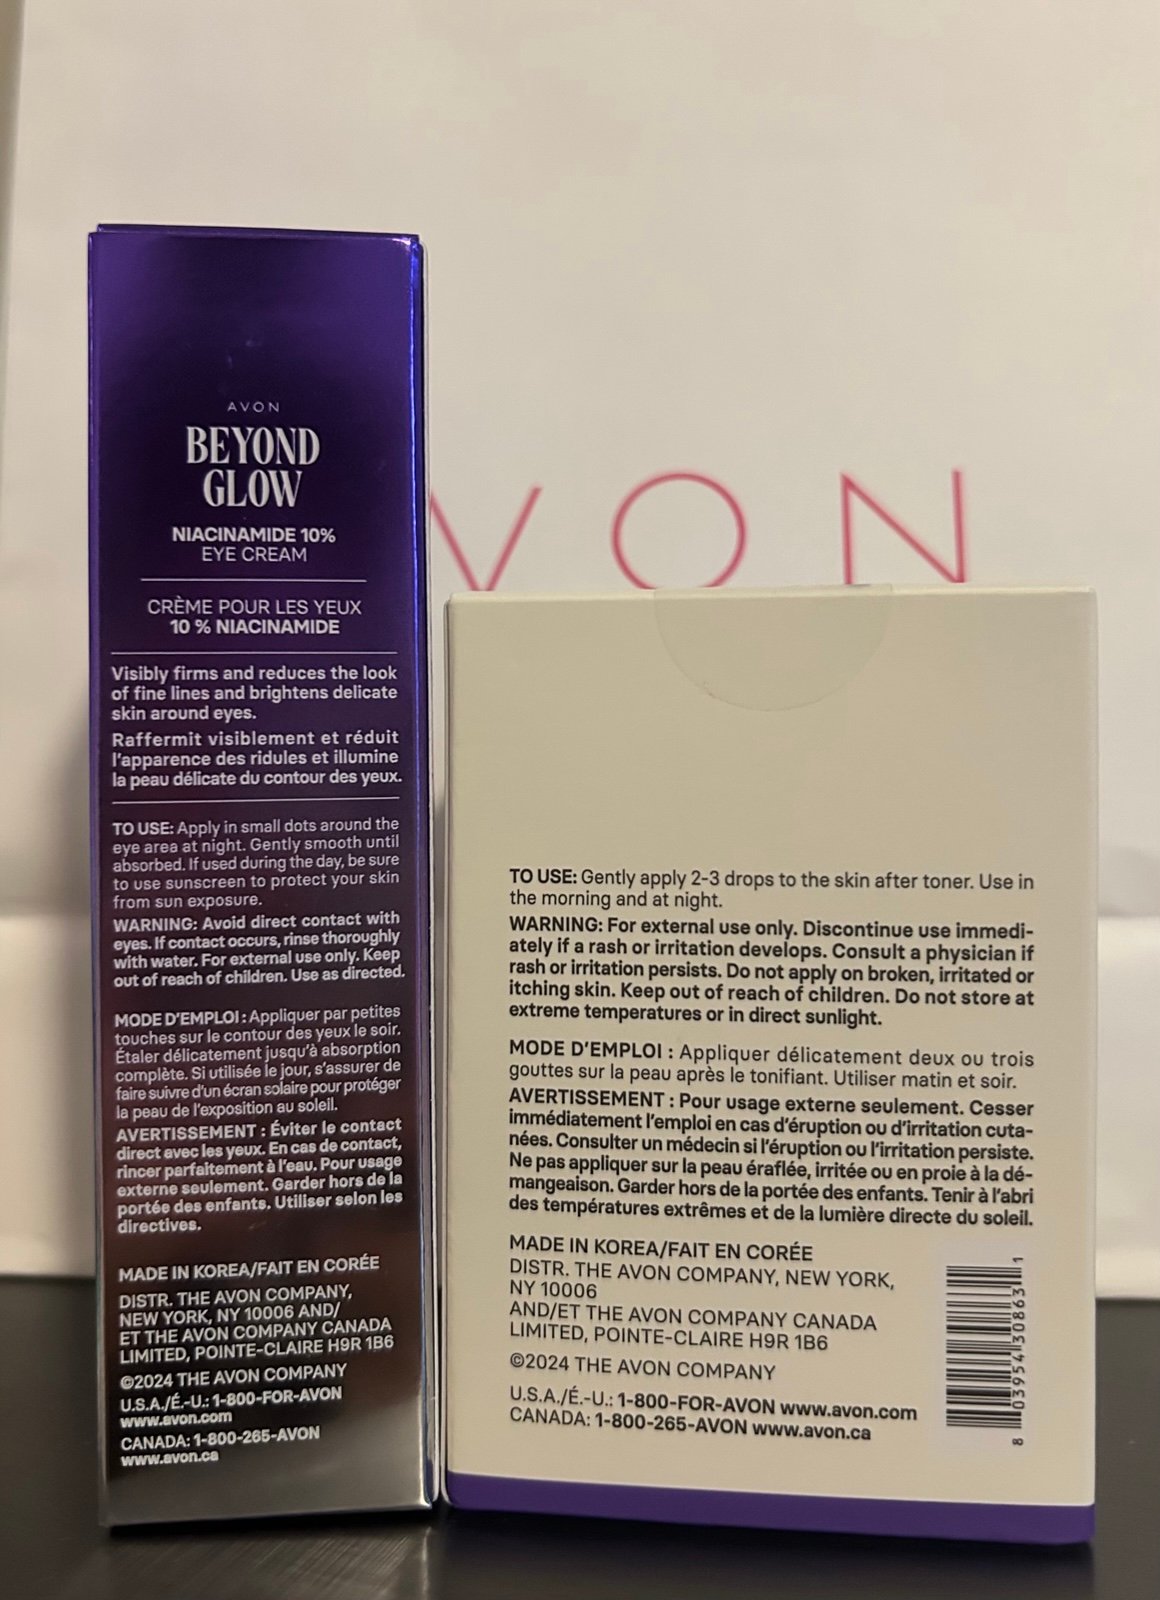 AVON
BEYOND
GLOW
NIACINAMIDE 10%
EYE CREAM
CRÈME POUR LES YEUX
10 % NIACINAMIDE
Visibly firms and reduces the look
of fine lines and brightens delicate
skin around eyes.
Raffermit visiblement et réduit
l'apparence des ridules et illumine
la peau délicate du contour des yeux.
TO USE: Apply in small dots around the
eye area at night. Gently smooth until
absorbed. If used during the day, be sure
to use sunscreen to protect your skin
from sun exposure.
WARNING: Avoid direct contact with
eyes. If contact occurs, rinse thoroughly
with water. For external use only. Keep
out of reach of children. Use as directed.
MODE D'EMPLOI : Appliquer par petites
touches sur le contour des yeux le soir.
Étaler délicatement jusqu'à absorption
complète. Si utilisée le jour, s'assurer de
faire suivre d'un écran solaire pour protéger
la peau de l'exposition au soleil.
AVERTISSEMENT : Éviter le contact
direct avec les yeux. En cas de contact,
rincer parfaitement à l'eau. Pour usage
externe seulement. Garder hors de la
portée des enfants. Utiliser selon les
directives.
MADE IN KOREA/FAIT EN CORÉE
DISTR. THE AVON COMPANY,
NEW YORK, NY 10006 AND/
ET THE AVON COMPANY CANADA
LIMITED, POINTE-CLAIRE H9R 1B6
©2024 THE AVON COMPANY
U.S.A./É.-U.: 1-800-FOR-AVON
www.avon.com
CANADA: 1-800-265-AVON
www.avon.ca
VON
TO USE: Gently apply 2-3 drops to the skin after toner. Use in
the morning and at night.
WARNING: For external use only. Discontinue use immedi-
ately if a rash or irritation develops. Consult a physician if
rash or irritation persists. Do not apply on broken, irritated or
itching skin. Keep out of reach of children. Do not store at
extreme temperatures or in direct sunlight.
MODE D'EMPLOI : Appliquer délicatement deux ou trois
gouttes sur la peau après le tonifiant. Utiliser matin et soir.
AVERTISSEMENT : Pour usage externe seulement. Cesser
immédiatement l'emploi en cas d'éruption ou d'irritation cuta-
nées. Consulter un médecin si l'éruption ou l'irritation persiste.
Ne pas appliquer sur la peau éraflée, irritée ou en proie à la dé-
mangeaison. Garder hors de la portée des enfants. Tenir à l'abri
des températures extrêmes et de la lumière directe du soleil.
MADE IN KOREA/FAIT EN CORÉE
DISTR. THE AVON COMPANY, NEW YORK,
NY 10006
AND/ET THE AVON COMPANY CANADA
LIMITED, POINTE-CLAIRE H9R 1B6
©2024 THE AVON COMPANY
U.S.A./É.-U.: 1-800-FOR-AVON www.avon.com
CANADA: 1-800-265-AVON www.avon.ca
8 03954 30863 1